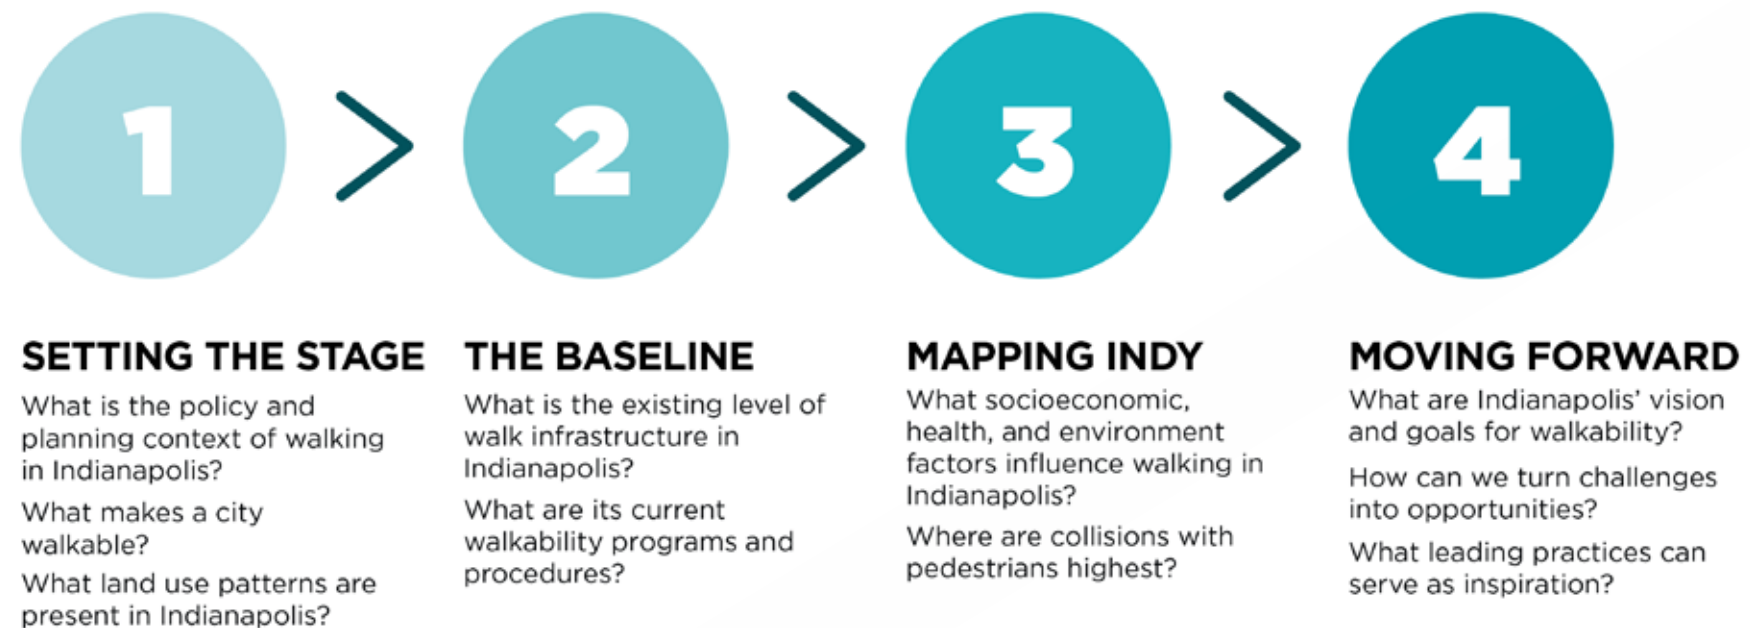 1
2
3
4
SETTING THE STAGE
What is the policy and
planning context of walking
in Indianapolis?
What makes a city
walkable?
What land use patterns are
present in Indianapolis?
THE BASELINE
What is the existing level of
walk infrastructure in
Indianapolis?
What are its current
walkability programs and
procedures?
MAPPING INDY
What socioeconomic,
health, and environment
factors influence walking in
Indianapolis?
Where are collisions with
pedestrians highest?
MOVING FORWARD
What are Indianapolis’ vision
and goals for walkability?
How can we turn challenges
into opportunities?
What leading practices can
serve as inspiration?